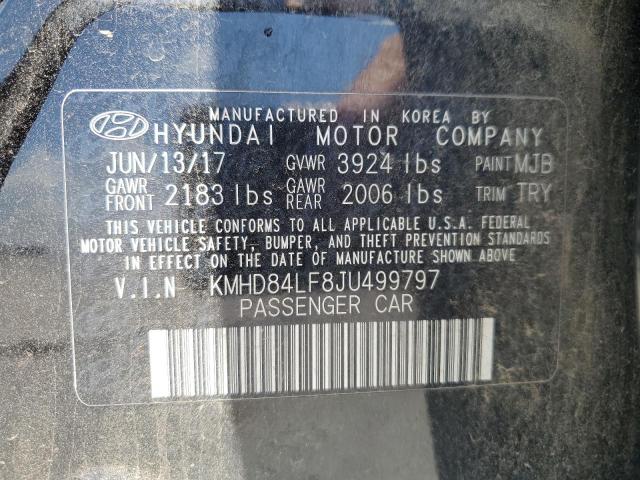 MANUFACTURED IN KOREA BY
HYUNDAI MOTOR COMPANY
JUN/13/17 GVWR 3924 lbs PAINT MJB
GAWR FRONT 2183 lbs GAWR REAR 2006 lbs TRIM TRY
THIS VEHICLE CONFORMS TO ALL APPLICABLE U.S.A. FEDERAL
MOTOR VEHICLE SAFETY, BUMPER, AND THEFT PREVENTION STANDARDS
IN EFFECT ON THE DATE OF MANUFACTURE SHOWN ABOVE
V.I.N KMHD84LF8JU499797
PASSENGER CAR